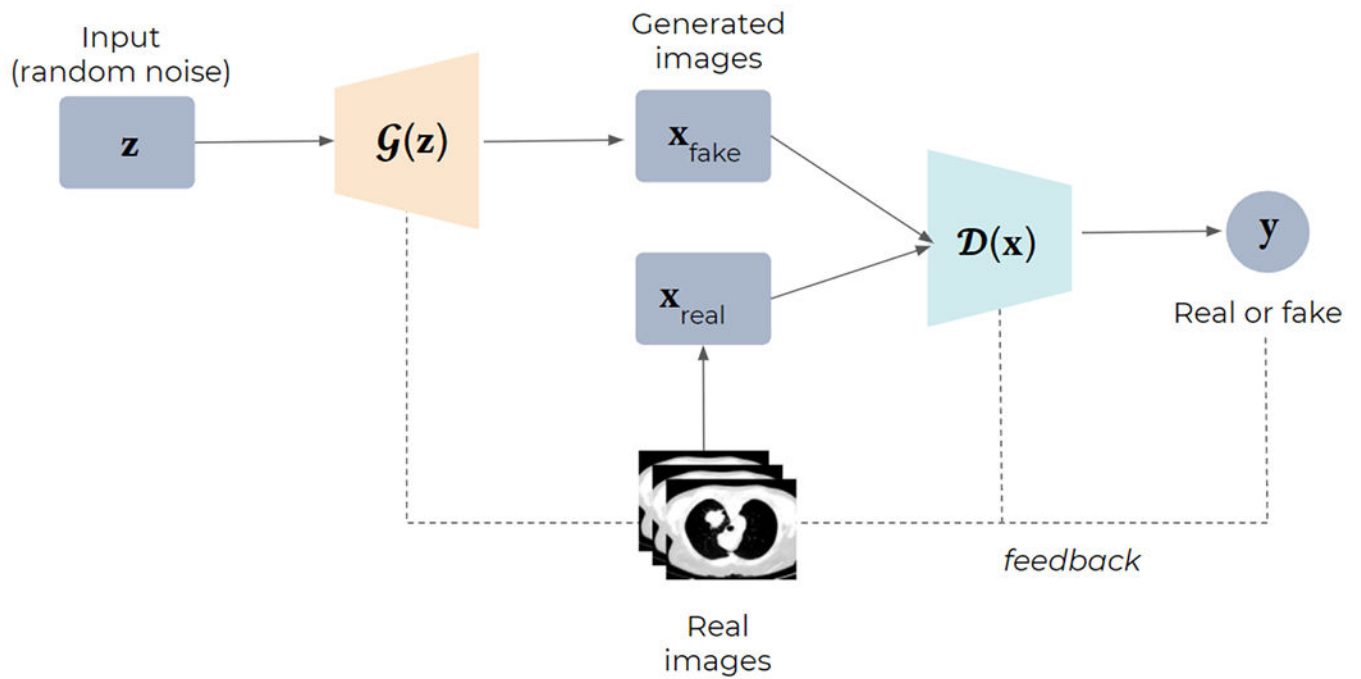 Input
(random noise)
z
𝓖(z)
Generated
images
x_fake
x_real
𝓓(x)
y
Real or fake
feedback
Real
images